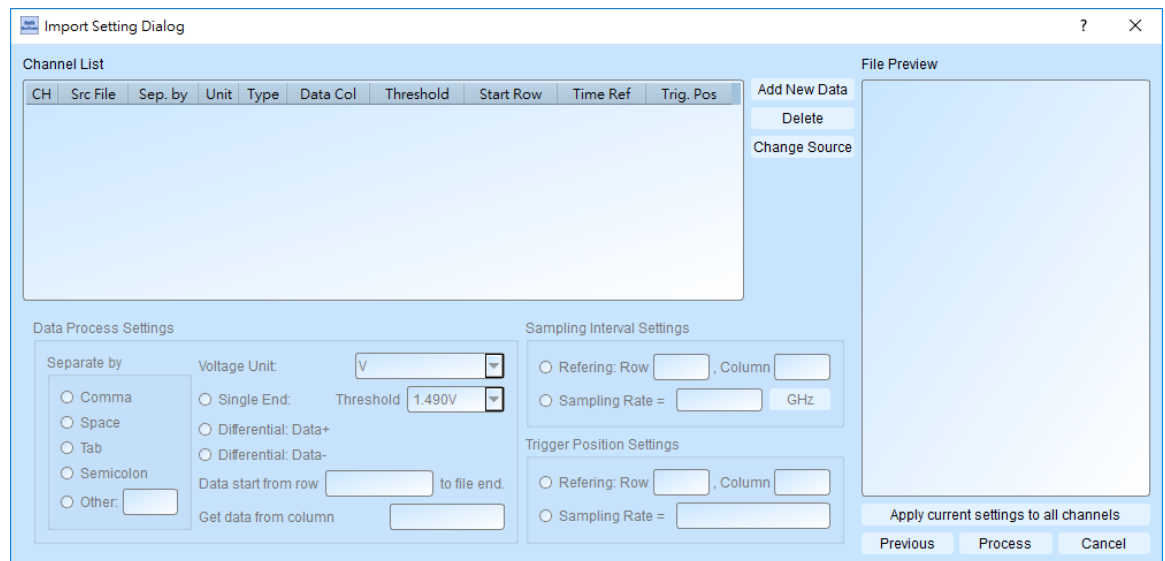 Import Setting Dialog
Channel List
CH Src File Sep. by Unit Type Data Col Threshold Start Row Time Ref Trig. Pos
Add New Data
Delete
Change Source
File Preview
Data Process Settings
Separate by
Comma
Space
Tab
Semicolon
Other:
Voltage Unit: V
Single End: Threshold 1.490V
Differential: Data+
Differential: Data-
Data start from row to file end.
Get data from column
Sampling Interval Settings
Refering: Row , Column
Sampling Rate = GHz
Trigger Position Settings
Refering: Row , Column
Sampling Rate =
Apply current settings to all channels
Previous Process Cancel